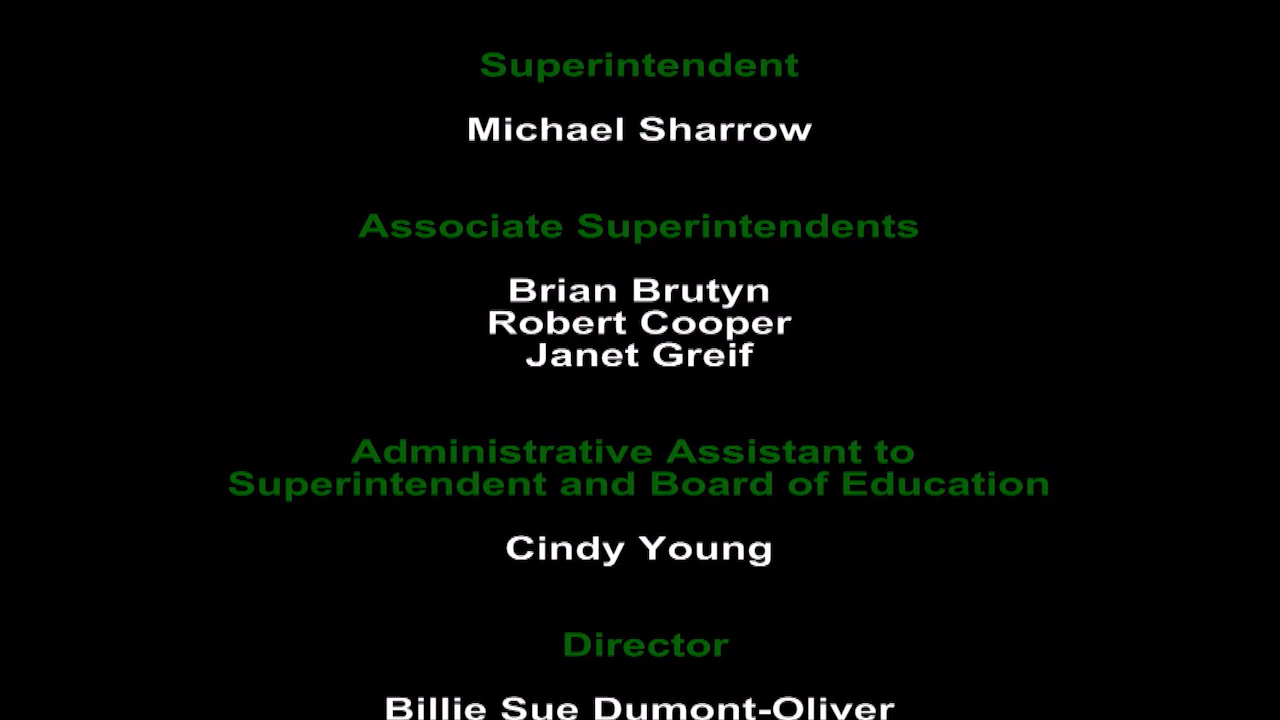 Superintendent
Michael Sharrow
Associate Superintendents
Brian Brutyn
Robert Cooper
Janet Greif
Administrative Assistant to
Superintendent and Board of Education
Cindy Young
Director
Billie Sue Dumont-Oliver